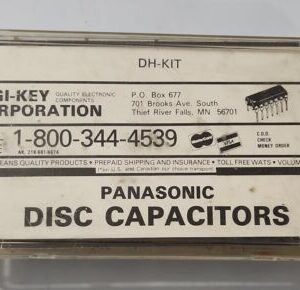 DH-KIT
GI-KEY QUALITY ELECTRONIC COMPONENTS
RPORATION
P.O. Box 677
701 Brooks Ave. South
Thief River Falls, MN 56701
1-800-344-4539
C.O.D.
CHECK
MONEY ORDER
EANS QUALITY PRODUCTS • PREPAID SHIPPING AND INSURANCE • TOLL FREE WATS • VOLUM
PANASONIC
DISC CAPACITORS